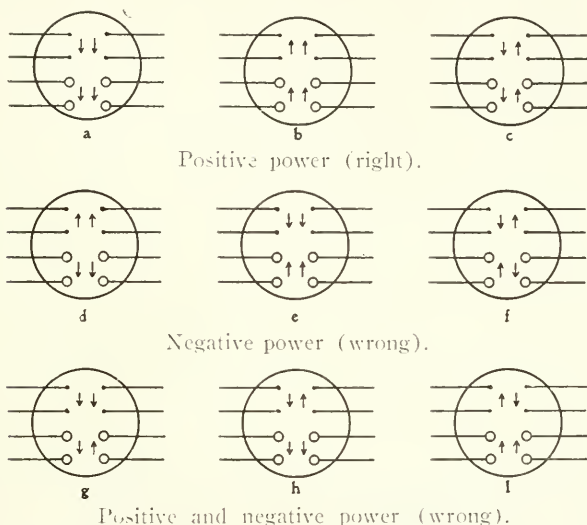 a b c
Positive power (right).
d e f
Negative power (wrong).
g h l
Positive and negative power (wrong).